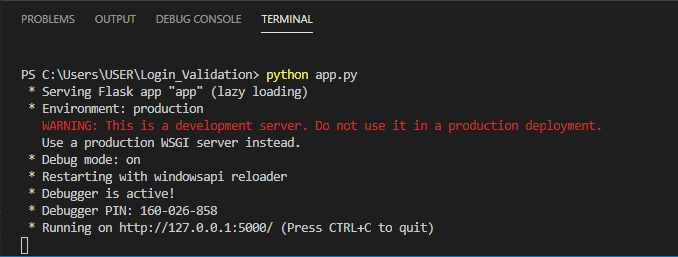 PROBLEMS OUTPUT DEBUG CONSOLE TERMINAL
PS C:\Users\USER\Login_Validation> python app.py
* Serving Flask app "app" (lazy loading)
* Environment: production
WARNING: This is a development server. Do not use it in a production deployment.
Use a production WSGI server instead.
* Debug mode: on
* Restarting with windowsapi reloader
* Debugger is active!
* Debugger PIN: 160-026-858
* Running on http://127.0.0.1:5000/ (Press CTRL+C to quit)